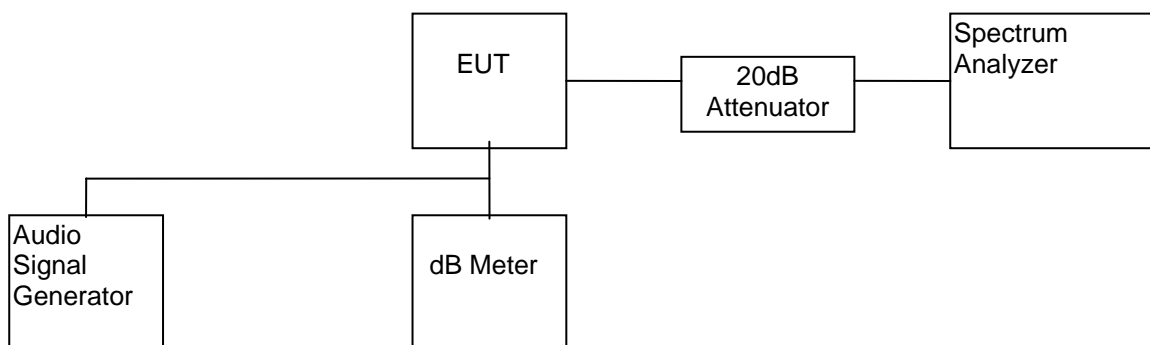 EUT
20dB
Attenuator
Spectrum
Analyzer
Audio
Signal
Generator
dB Meter